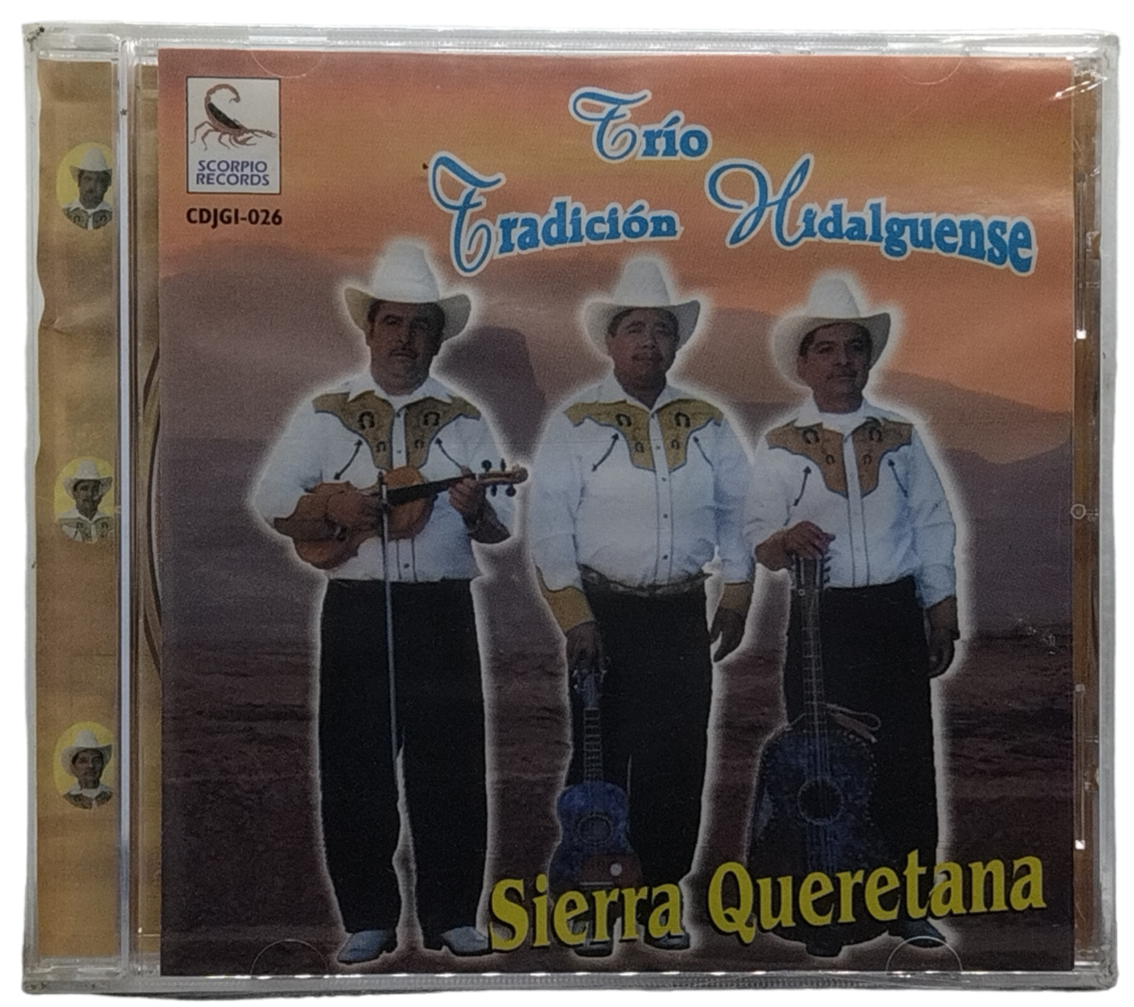 SCORPIO
RECORDS
CDJGI-026
Trío
Tradición Hidalguense
Sierra Queretana